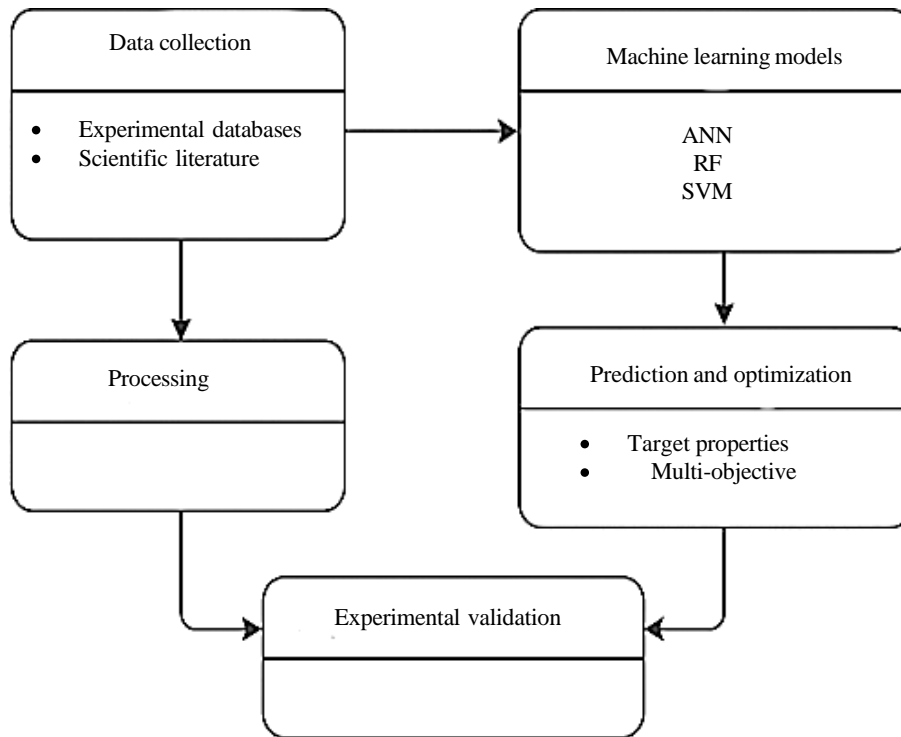 Data collection
• Experimental databases
• Scientific literature
Machine learning models
ANN
RF
SVM
Processing
Prediction and optimization
• Target properties
• Multi-objective
Experimental validation